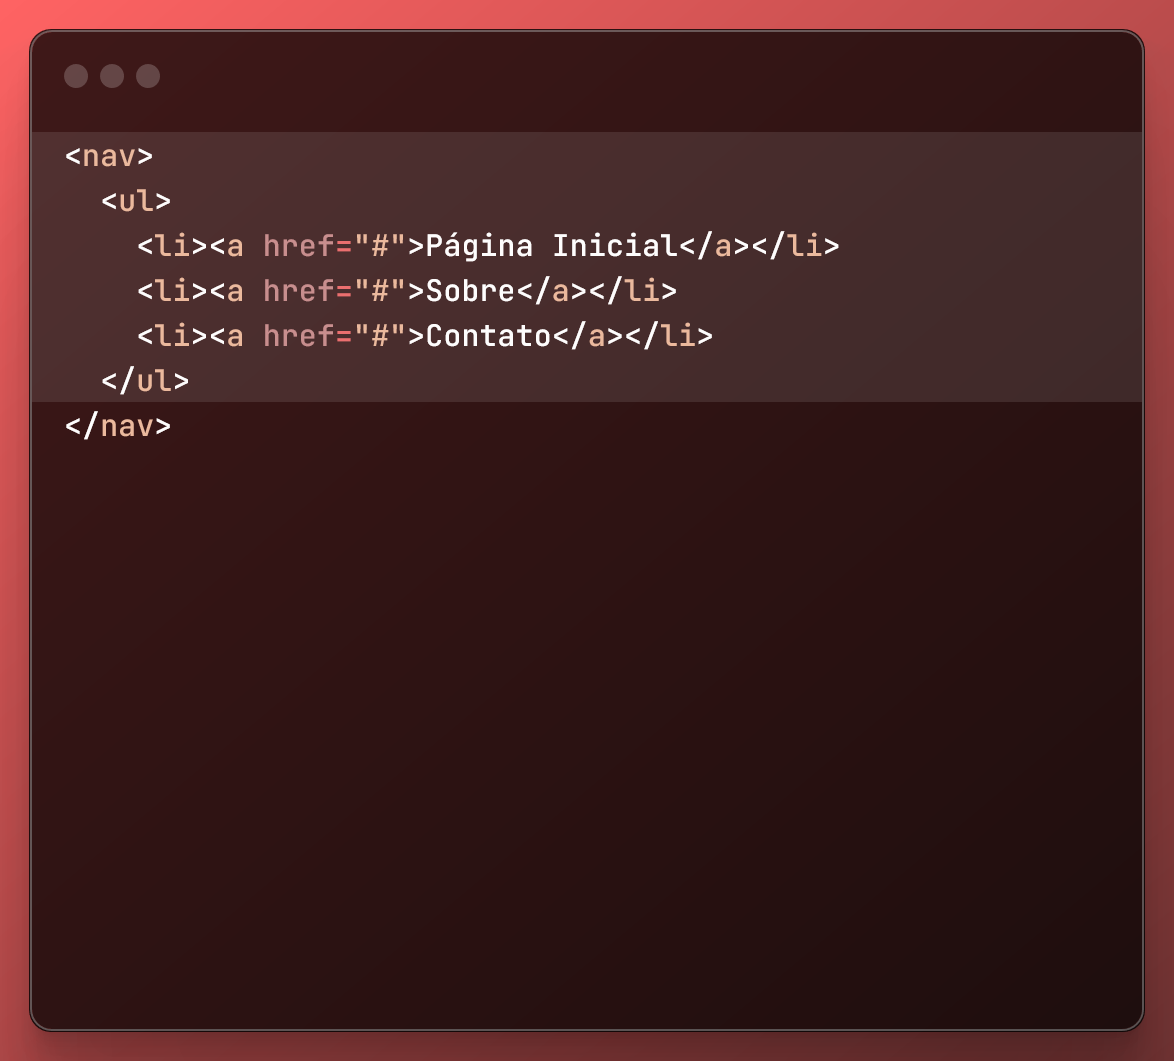 <nav>
  <ul>
    <li><a href="#">Página Inicial</a></li>
    <li><a href="#">Sobre</a></li>
    <li><a href="#">Contato</a></li>
  </ul>
</nav>